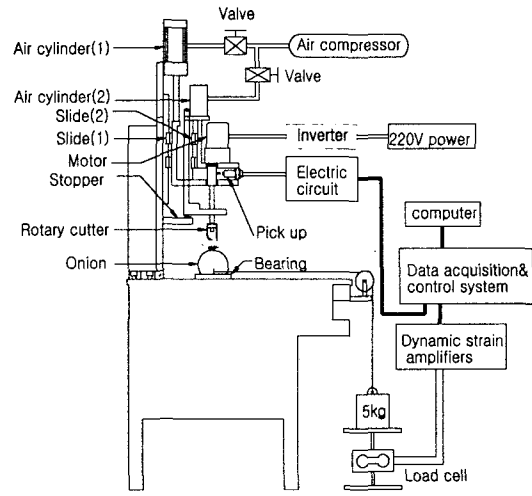 Valve
Air cylinder(1)
Air compressor
Valve
Air cylinder(2)
Slide(2)
Slide(1)
Inverter
220V power
Motor
Stopper
Electric
circuit
Pick up
computer
Rotary cutter
Onion
Bearing
Data acquisition&
control system
Dynamic strain
amplifiers
5kg
Load cell